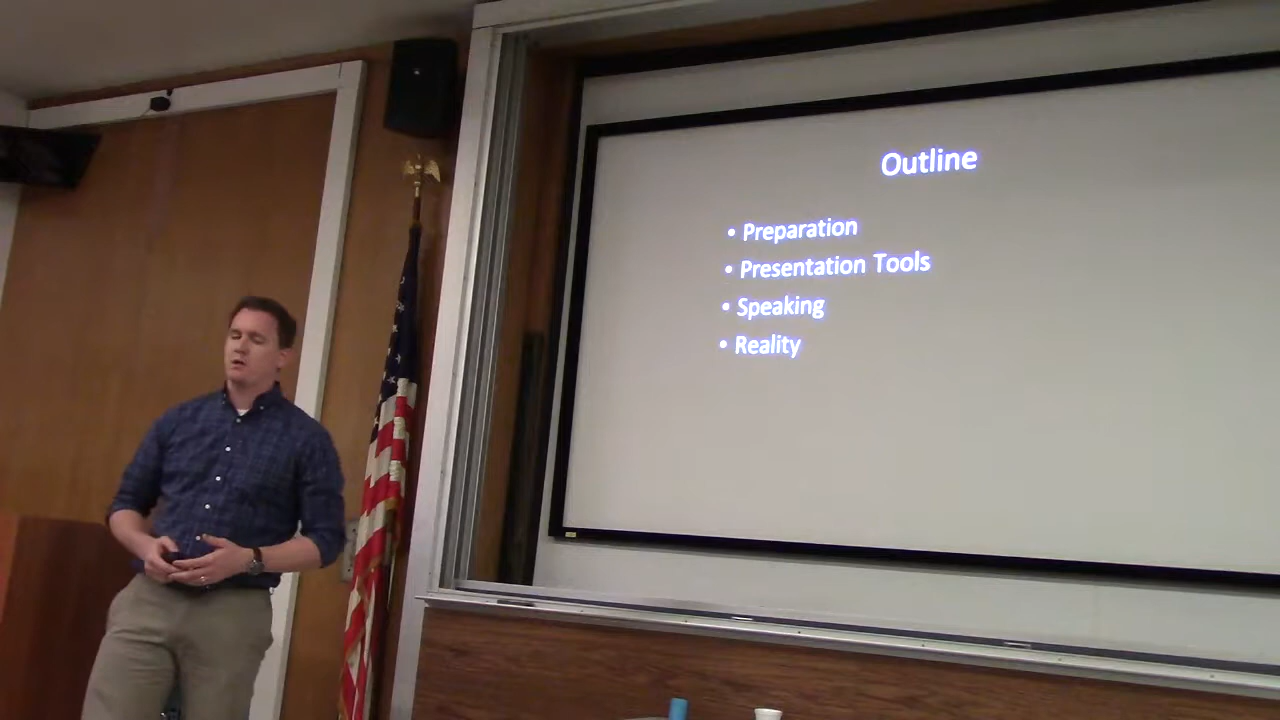 Outline
• Preparation
• Presentation Tools
• Speaking
• Reality